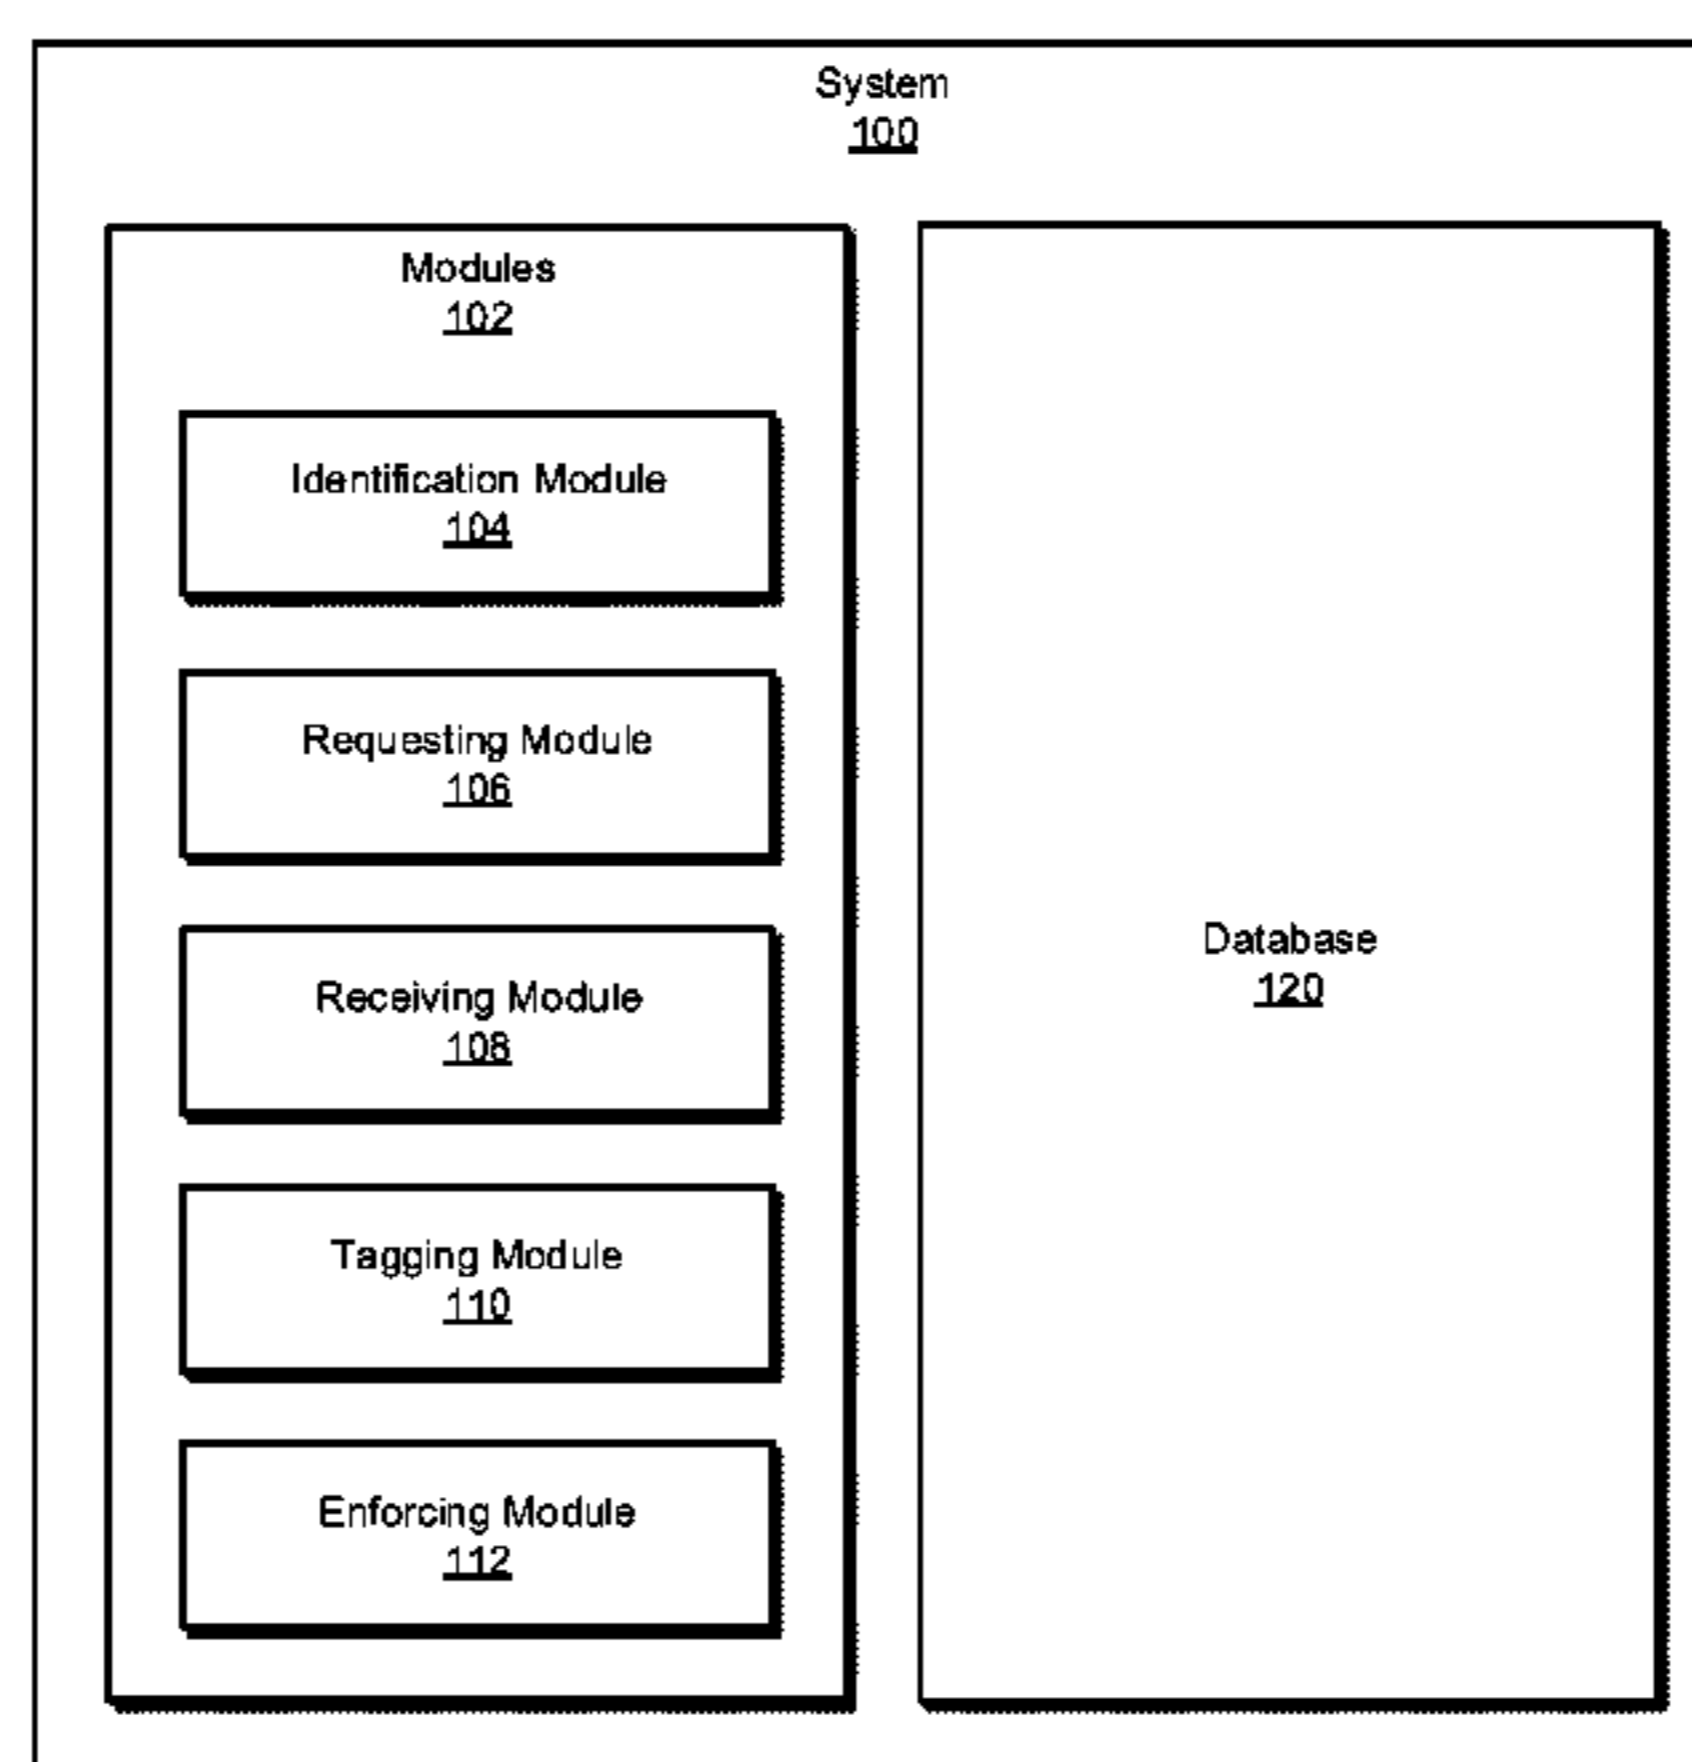 System
100
Modules
102
Identification Module
104
Requesting Module
106
Receiving Module
108
Tagging Module
110
Enforcing Module
112
Database
120